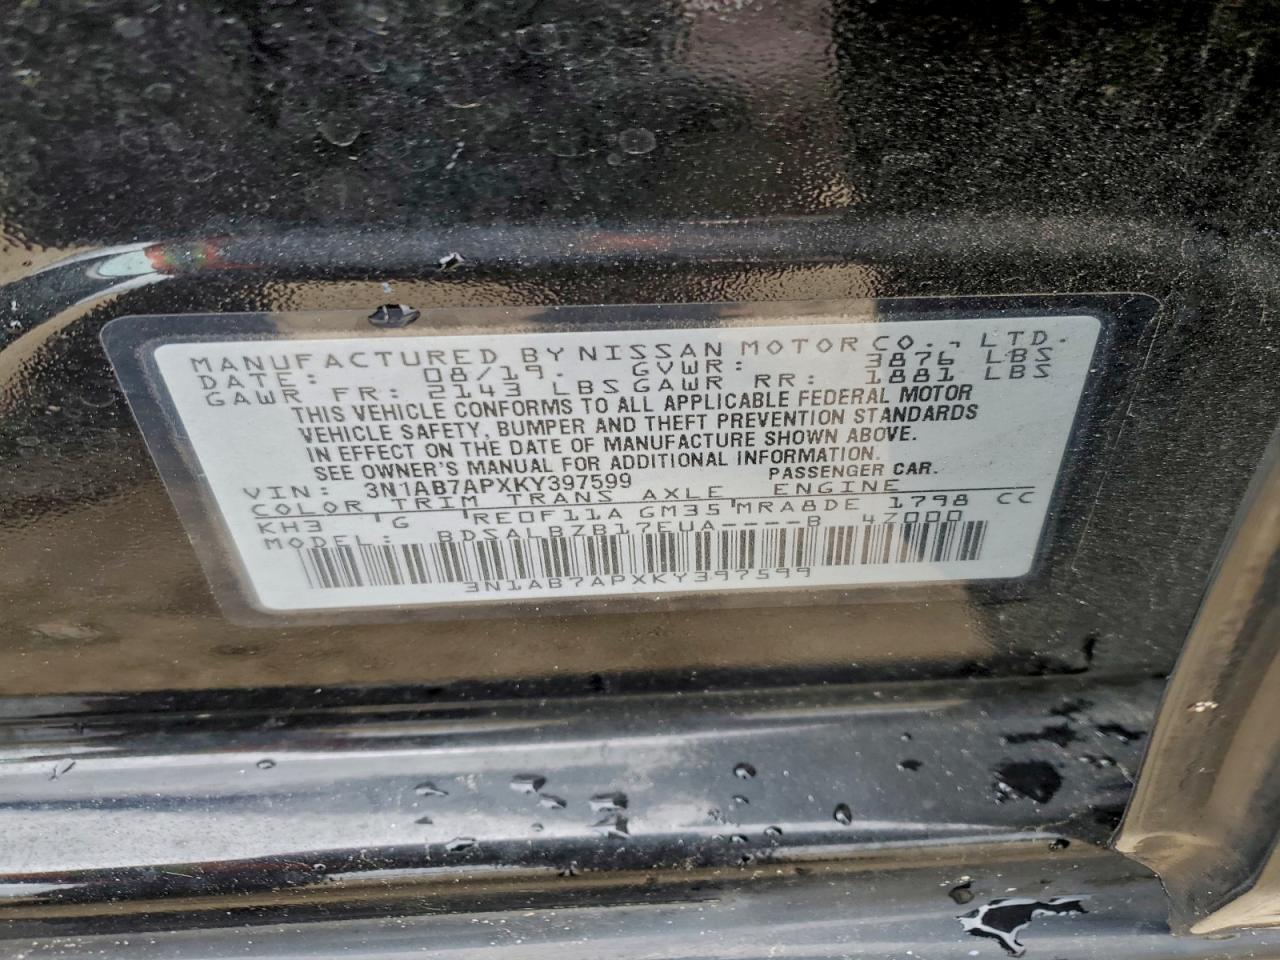 MANUFACTURED BY NISSAN MOTOR CO., LTD.
DATE: 08/19. GVWR: 3876 LBS
GAWR FR: 2143 LBS GAWR RR: 1881 LBS
THIS VEHICLE CONFORMS TO ALL APPLICABLE FEDERAL MOTOR
VEHICLE SAFETY, BUMPER AND THEFT PREVENTION STANDARDS
IN EFFECT ON THE DATE OF MANUFACTURE SHOWN ABOVE.
SEE OWNER'S MANUAL FOR ADDITIONAL INFORMATION.
VIN: 3N1AB7APXKY397599 PASSENGER CAR.
COLOR TRIM TRANS AXLE ENGINE
KH3 G RE0F11A GM35 MRA8DE 1798 CC
MODEL: BDSALBZB17EUA----B 47000
3N1AB7APXKY397599